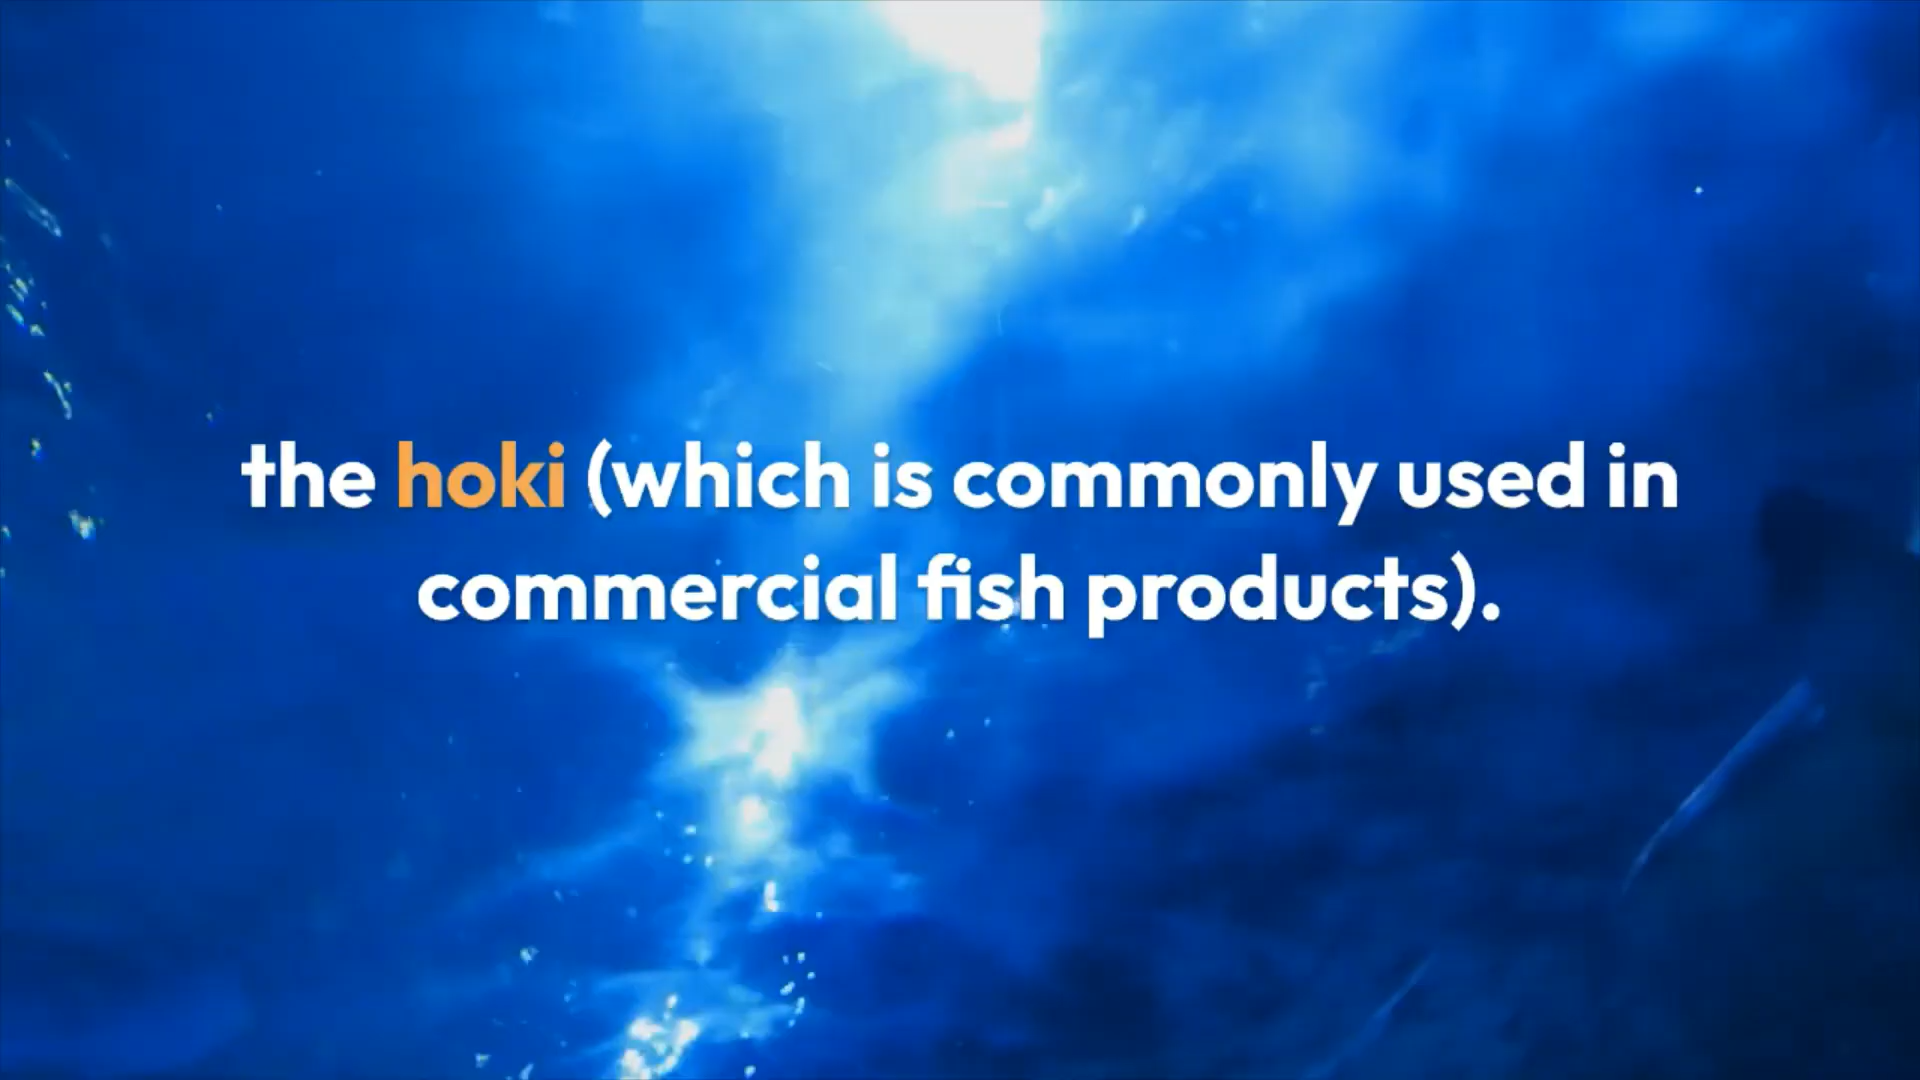 the hoki (which is commonly used in
commercial fish products).